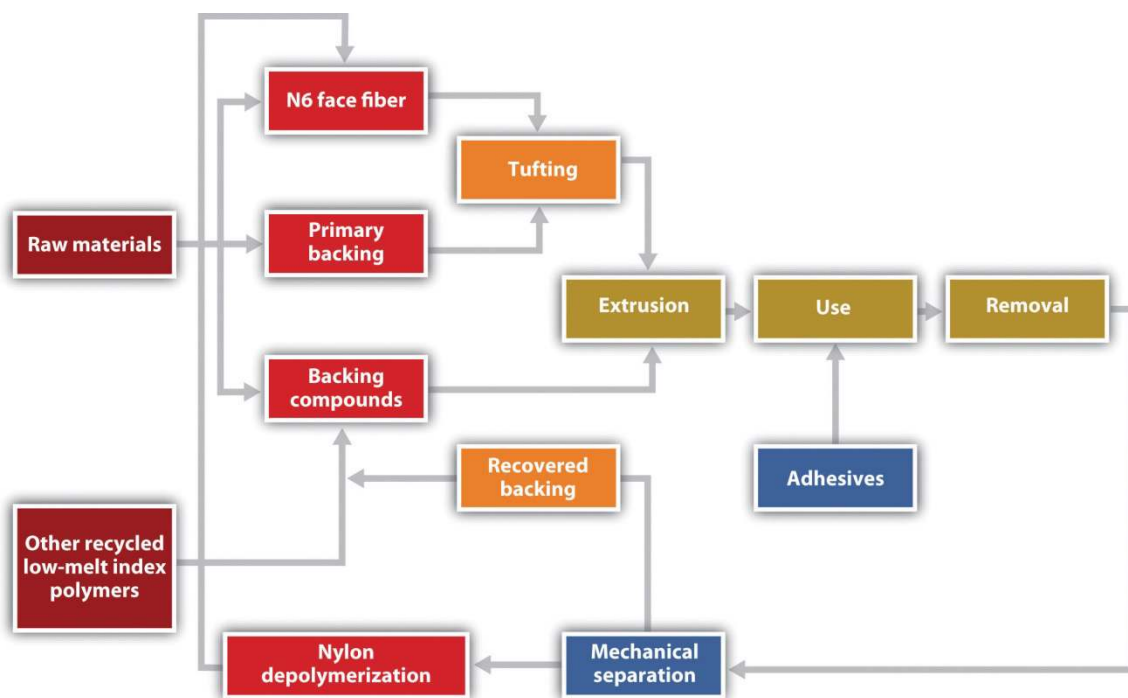 N6 face fiber
Tufting
Raw materials
Primary
backing
Extrusion
Use
Removal
Backing
compounds
Recovered
backing
Adhesives
Other recycled
low-melt index
polymers
Nylon
depolymerization
Mechanical
separation